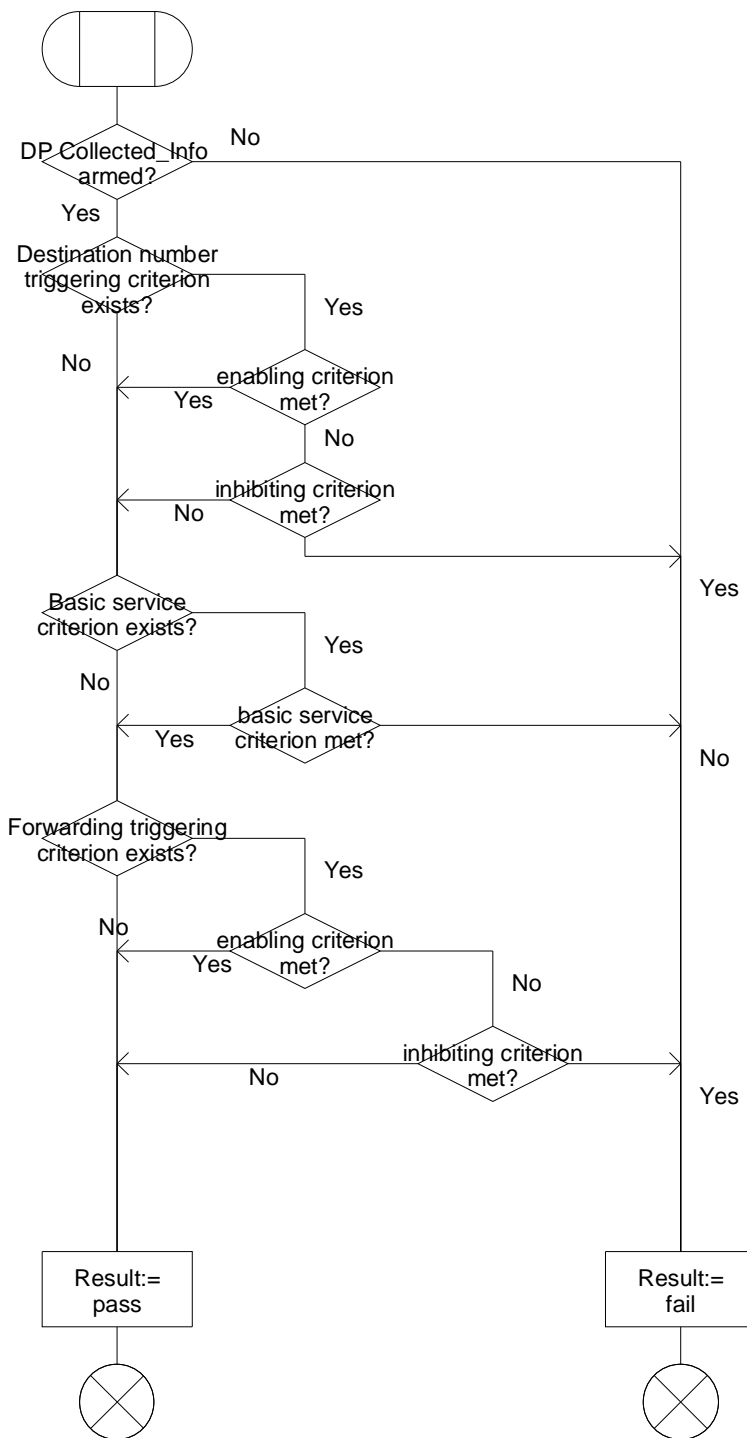 No
DP Collected_Info
armed?
Yes
Destination number
triggering criterion
exists?
Yes
No
enabling criterion
met?
Yes
No
inhibiting criterion
met?
No
Yes
Basic service
criterion exists?
Yes
No
basic service
criterion met?
Yes
No
Forwarding triggering
criterion exists?
Yes
No
enabling criterion
met?
Yes
No
inhibiting criterion
met?
No
Yes
Result:=
pass
Result:=
fail